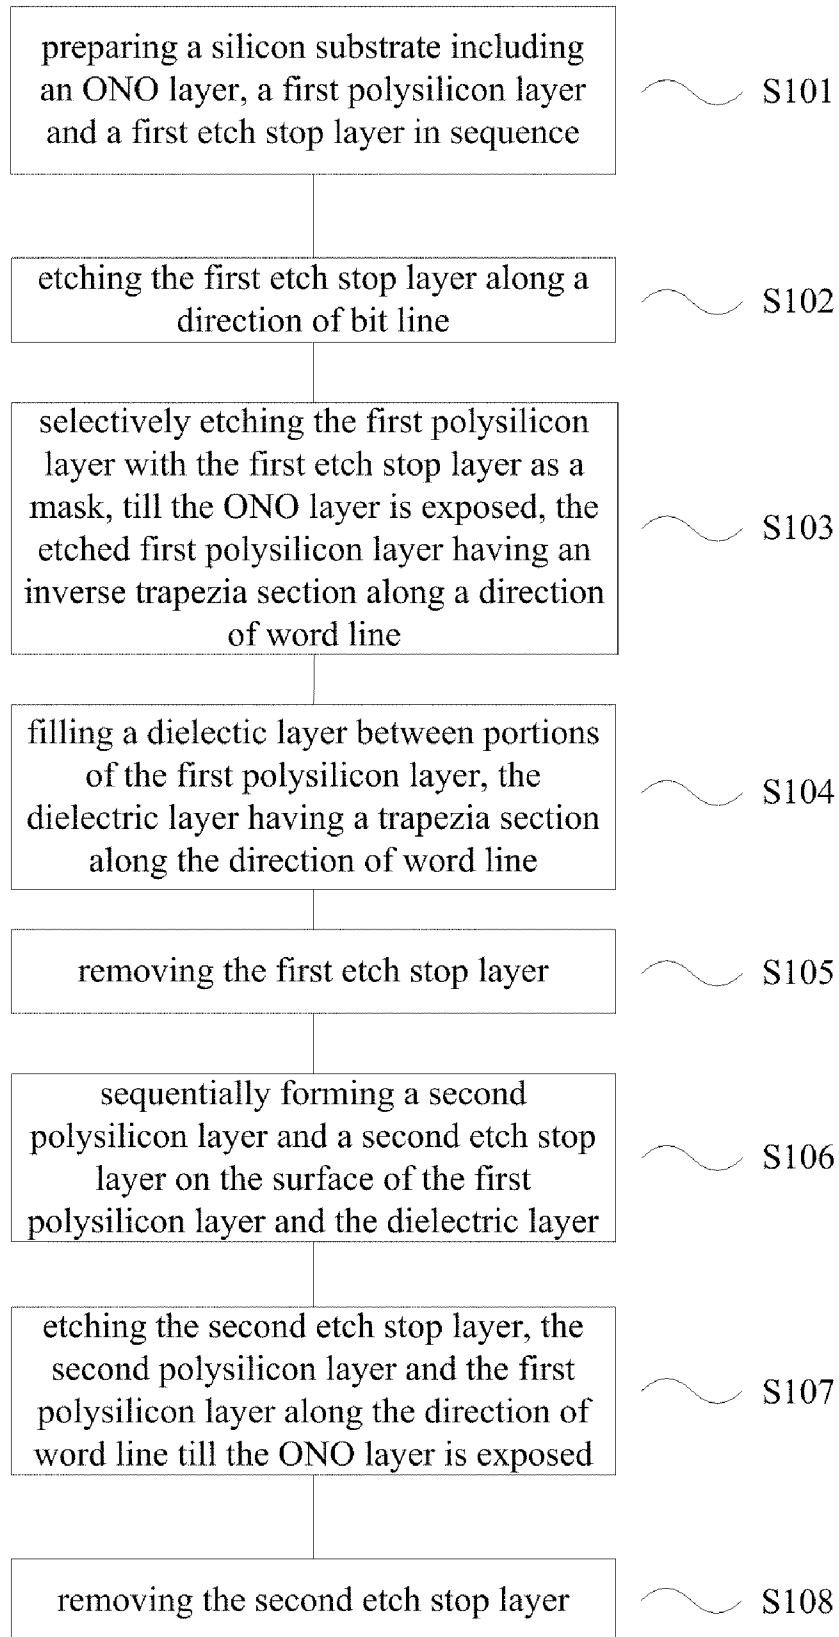 preparing a silicon substrate including
an ONO layer, a first polysilicon layer
and a first etch stop layer in sequence
S101
etching the first etch stop layer along a
direction of bit line
S102
selectively etching the first polysilicon
layer with the first etch stop layer as a
mask, till the ONO layer is exposed, the
etched first polysilicon layer having an
inverse trapezia section along a direction
of word line
S103
filling a dielectic layer between portions
of the first polysilicon layer, the
dielectric layer having a trapezia section
along the direction of word line
S104
removing the first etch stop layer
S105
sequentially forming a second
polysilicon layer and a second etch stop
layer on the surface of the first
polysilicon layer and the dielectric layer
S106
etching the second etch stop layer, the
second polysilicon layer and the first
polysilicon layer along the direction of
word line till the ONO layer is exposed
S107
removing the second etch stop layer
S108